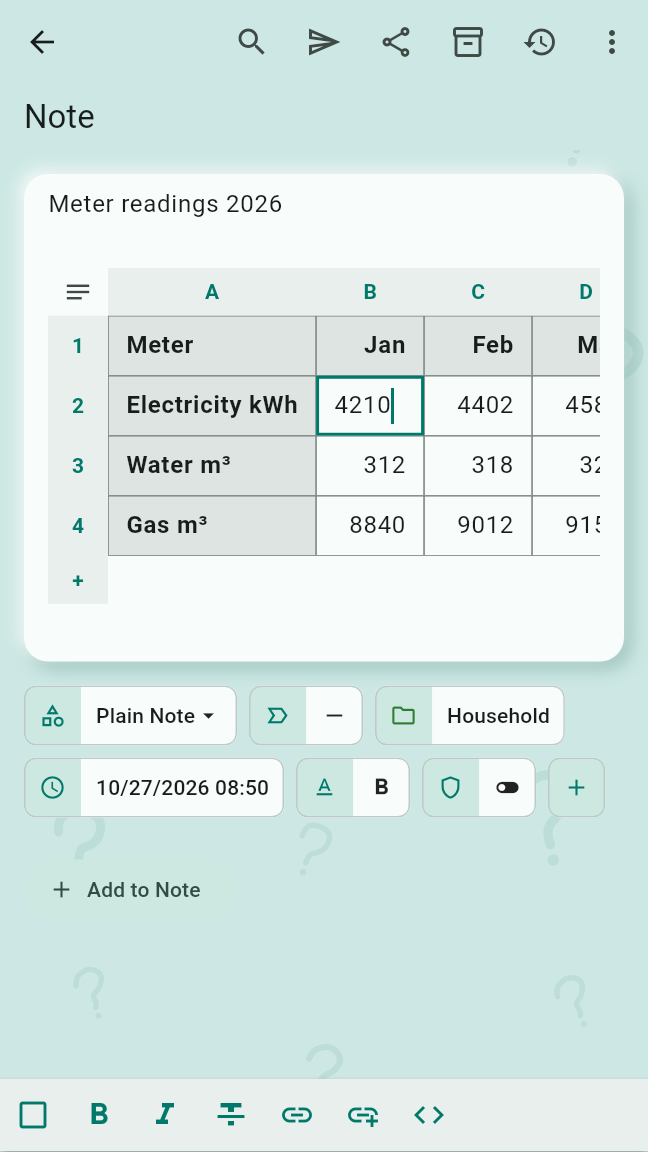 Note
Meter readings 2026
A B C D
1 Meter Jan Feb
2 Electricity kWh 4210 4402
3 Water m³ 312 318
4 Gas m³ 8840 9012
+
Plain Note — Household
10/27/2026 08:50 A B +
+ Add to Note
B I T